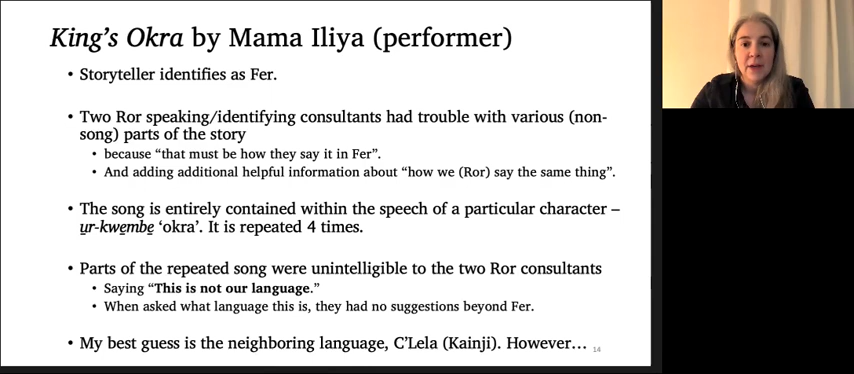 King's Okra by Mama Iliya (performer)
• Storyteller identifies as Fer.
• Two Ror speaking/identifying consultants had trouble with various (non-
song) parts of the story
• because “that must be how they say it in Fer”.
• And adding additional helpful information about “how we (Ror) say the same thing”.
• The song is entirely contained within the speech of a particular character –
u̱r-kwe̱mbe̱ ‘okra’. It is repeated 4 times.
• Parts of the repeated song were unintelligible to the two Ror consultants
• Saying “This is not our language.”
• When asked what language this is, they had no suggestions beyond Fer.
• My best guess is the neighboring language, C’Lela (Kainji). However…
14